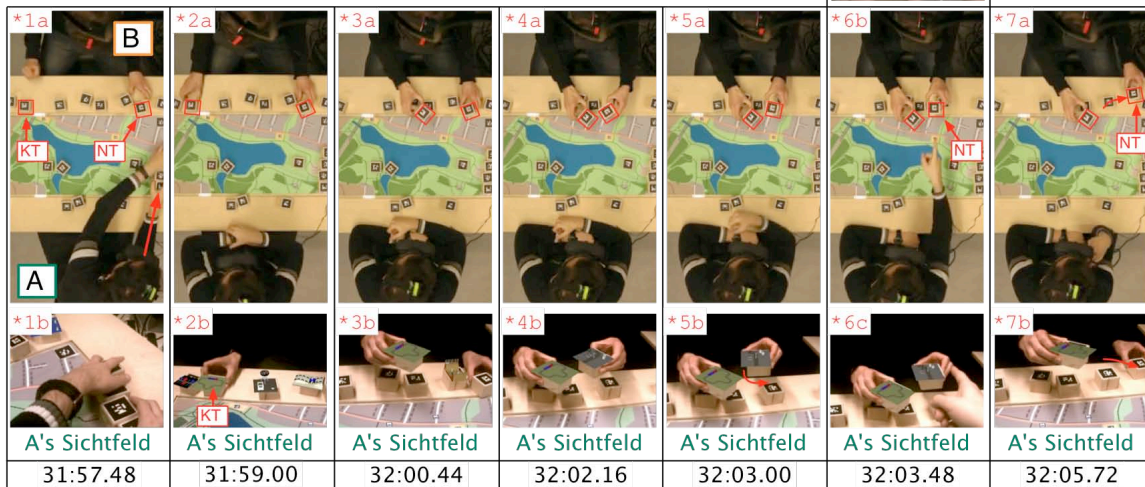 *1a
B
KT
NT
A
*2a
*3a
*4a
*5a
*6b
NT
*7a
NT
*1b
*2b
KT
*3b
*4b
*5b
*6c
*7b
A's Sichtfeld
A's Sichtfeld
A's Sichtfeld
A's Sichtfeld
A's Sichtfeld
A's Sichtfeld
A's Sichtfeld
31:57.48
31:59.00
32:00.44
32:02.16
32:03.00
32:03.48
32:05.72